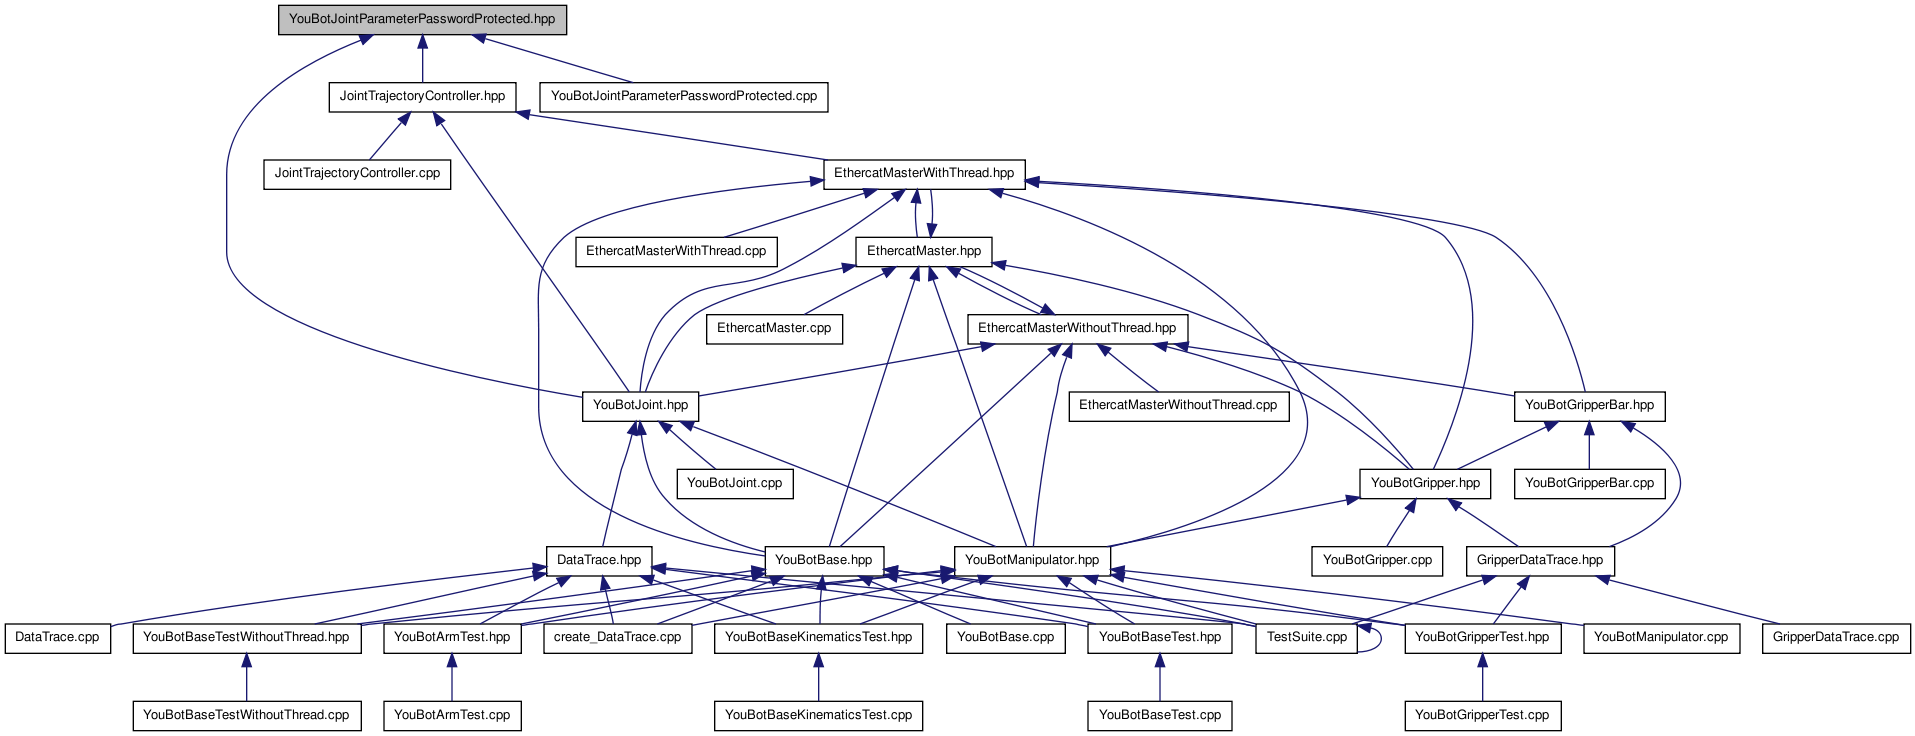 YouBotJointParameterPasswordProtected.hpp
JointTrajectoryController.hpp
YouBotJointParameterPasswordProtected.cpp
JointTrajectoryController.cpp
EthercatMasterWithThread.hpp
EthercatMasterWithThread.cpp
EthercatMaster.hpp
EthercatMaster.cpp
EthercatMasterWithoutThread.hpp
YouBotJoint.hpp
EthercatMasterWithoutThread.cpp
YouBotGripperBar.hpp
YouBotJoint.cpp
YouBotGripper.hpp
YouBotGripperBar.cpp
DataTrace.hpp
YouBotBase.hpp
YouBotManipulator.hpp
YouBotGripper.cpp
GripperDataTrace.hpp
DataTrace.cpp
YouBotBaseTestWithoutThread.hpp
YouBotArmTest.hpp
create_DataTrace.cpp
YouBotBaseKinematicsTest.hpp
YouBotBase.cpp
YouBotBaseTest.hpp
TestSuite.cpp
YouBotGripperTest.hpp
YouBotManipulator.cpp
GripperDataTrace.cpp
YouBotBaseTestWithoutThread.cpp
YouBotArmTest.cpp
YouBotBaseKinematicsTest.cpp
YouBotBaseTest.cpp
YouBotGripperTest.cpp